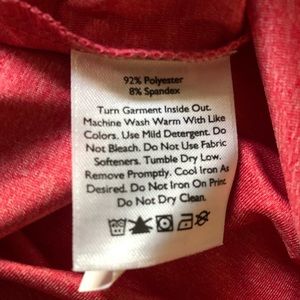 92% Polyester
8% Spandex
Turn Garment Inside Out.
Machine Wash Warm With Like
Colors. Use Mild Detergent. Do
Not Bleach. Do Not Use Fabric
Softeners. Tumble Dry Low.
Remove Promptly. Cool Iron As
Desired. Do Not Iron On Print.
Do Not Dry Clean.